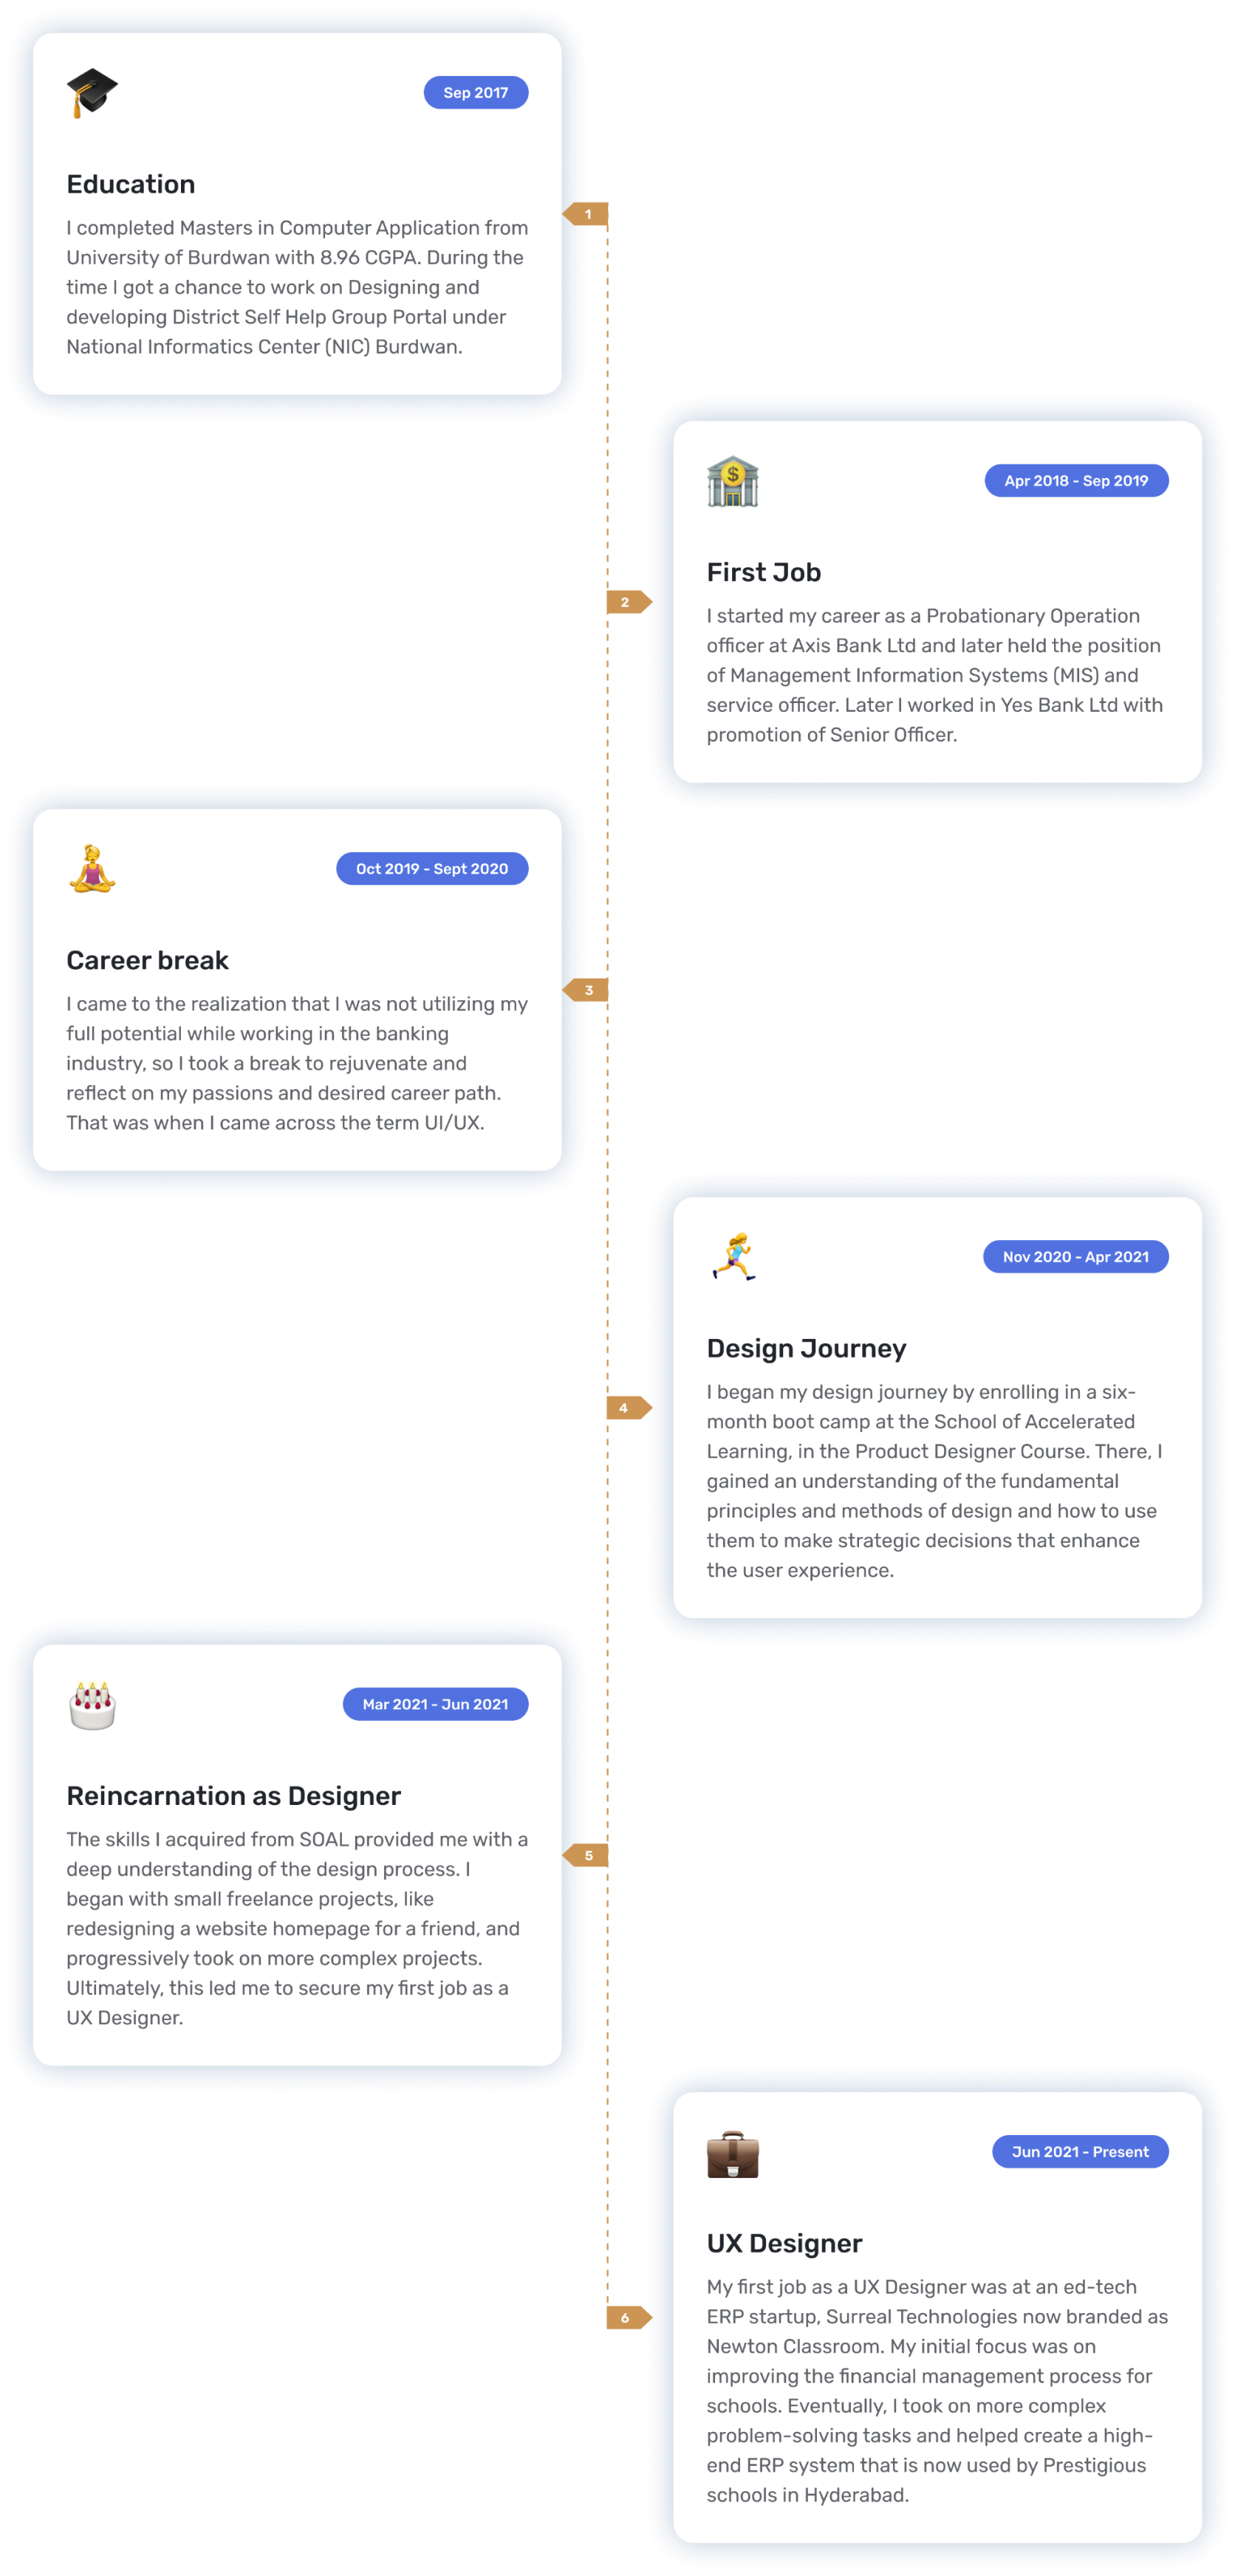 Sep 2017
Education
I completed Masters in Computer Application from
University of Burdwan with 8.96 CGPA. During the
time I got a chance to work on Designing and
developing District Self Help Group Portal under
National Informatics Center (NIC) Burdwan.
1
Apr 2018 - Sep 2019
First Job
I started my career as a Probationary Operation
officer at Axis Bank Ltd and later held the position
of Management Information Systems (MIS) and
service officer. Later I worked in Yes Bank Ltd with
promotion of Senior Officer.
2
Oct 2019 - Sept 2020
Career break
I came to the realization that I was not utilizing my
full potential while working in the banking
industry, so I took a break to rejuvenate and
reflect on my passions and desired career path.
That was when I came across the term UI/UX.
3
Nov 2020 - Apr 2021
Design Journey
I began my design journey by enrolling in a six-
month boot camp at the School of Accelerated
Learning, in the Product Designer Course. There, I
gained an understanding of the fundamental
principles and methods of design and how to use
them to make strategic decisions that enhance
the user experience.
4
Mar 2021 - Jun 2021
Reincarnation as Designer
The skills I acquired from SOAL provided me with a
deep understanding of the design process. I
began with small freelance projects, like
redesigning a website homepage for a friend, and
progressively took on more complex projects.
Ultimately, this led me to secure my first job as a
UX Designer.
5
Jun 2021 - Present
UX Designer
My first job as a UX Designer was at an ed-tech
ERP startup, Surreal Technologies now branded as
Newton Classroom. My initial focus was on
improving the financial management process for
schools. Eventually, I took on more complex
problem-solving tasks and helped create a high-
end ERP system that is now used by Prestigious
schools in Hyderabad.
6